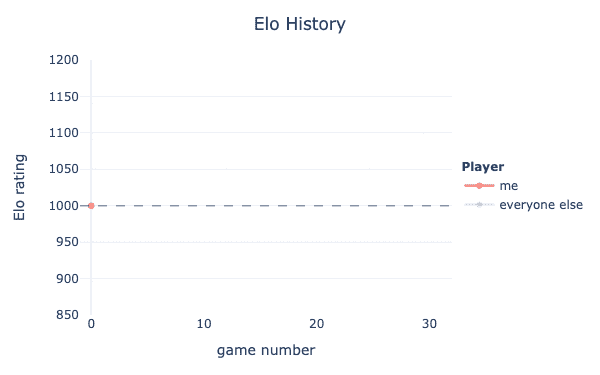 Elo History
Elo rating
1200
1150
1100
1050
1000
950
900
850
0
10
20
30
game number
Player
me
everyone else